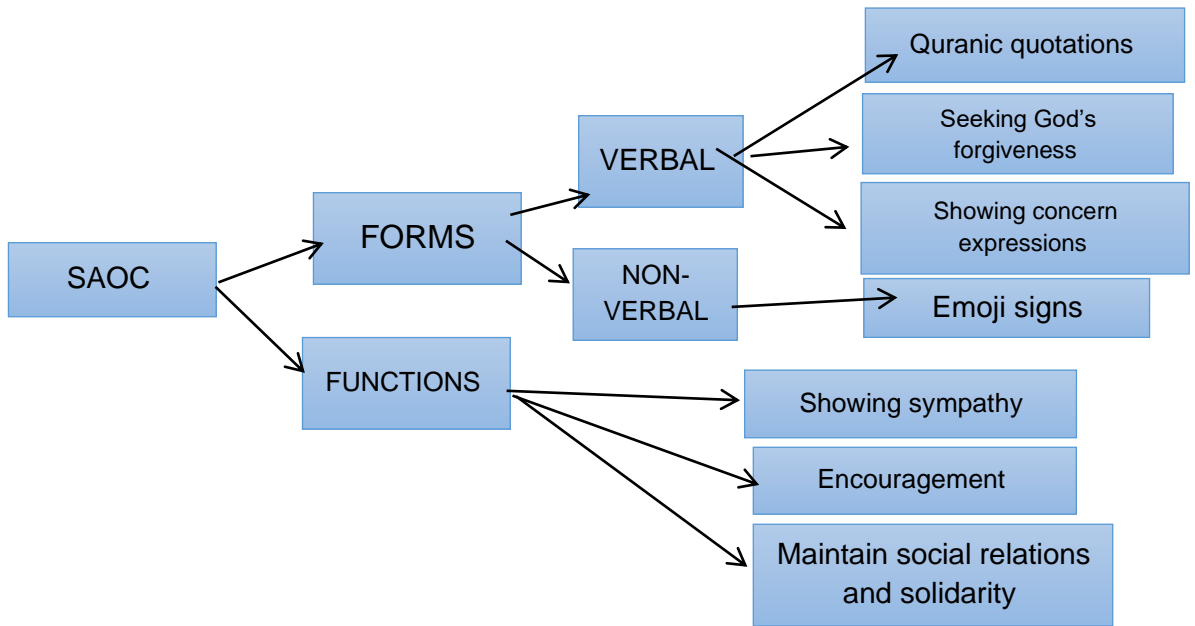 SAOC
FORMS
FUNCTIONS
VERBAL
NON-
VERBAL
Quranic quotations
Seeking God's
forgiveness
Showing concern
expressions
Emoji signs
Showing sympathy
Encouragement
Maintain social relations
and solidarity